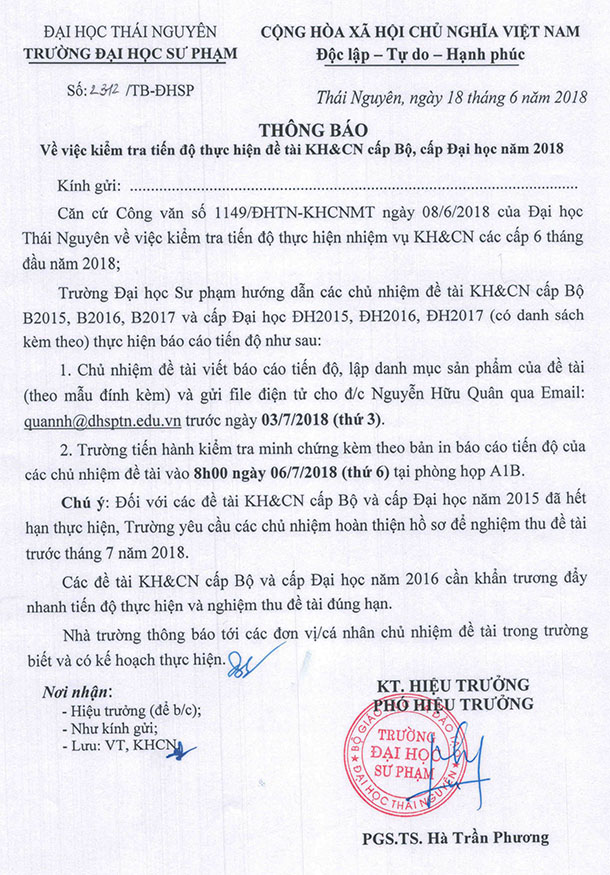 ĐẠI HỌC THÁI NGUYÊN
TRƯỜNG ĐẠI HỌC SƯ PHẠM
CỘNG HÒA XÃ HỘI CHỦ NGHĨA VIỆT NAM
Độc lập – Tự do – Hạnh phúc
Số: 2312 /TB-ĐHSP
Thái Nguyên, ngày 18 tháng 6 năm 2018
THÔNG BÁO
Về việc kiểm tra tiến độ thực hiện đề tài KH&CN cấp Bộ, cấp Đại học năm 2018
Kính gửi: ..........................................................................................
Căn cứ Công văn số 1149/ĐHTN-KHCNMT ngày 08/6/2018 của Đại học
Thái Nguyên về việc kiểm tra tiến độ thực hiện nhiệm vụ KH&CN các cấp 6 tháng
đầu năm 2018;
Trường Đại học Sư phạm hướng dẫn các chủ nhiệm đề tài KH&CN cấp Bộ
B2015, B2016, B2017 và cấp Đại học ĐH2015, ĐH2016, ĐH2017 (có danh sách
kèm theo) thực hiện báo cáo tiến độ như sau:
1. Chủ nhiệm đề tài viết báo cáo tiến độ, lập danh mục sản phẩm của đề tài
(theo mẫu đính kèm) và gửi file điện tử cho đ/c Nguyễn Hữu Quân qua Email:
quannh@dhsptn.edu.vn trước ngày 03/7/2018 (thứ 3).
2. Trường tiến hành kiểm tra minh chứng kèm theo bản in báo cáo tiến độ của
các chủ nhiệm đề tài vào 8h00 ngày 06/7/2018 (thứ 6) tại phòng họp A1B.
Chú ý: Đối với các đề tài KH&CN cấp Bộ và cấp Đại học năm 2015 đã hết
hạn thực hiện, Trường yêu cầu các chủ nhiệm hoàn thiện hồ sơ để nghiệm thu đề tài
trước tháng 7 năm 2018.
Các đề tài KH&CN cấp Bộ và cấp Đại học năm 2016 cần khẩn trương đẩy
nhanh tiến độ thực hiện và nghiệm thu đề tài đúng hạn.
Nhà trường thông báo tới các đơn vị/cá nhân chủ nhiệm đề tài trong trường
biết và có kế hoạch thực hiện.
Nơi nhận:
- Hiệu trưởng (để b/c);
- Như kính gửi;
- Lưu: VT, KHCN
KT. HIỆU TRƯỞNG
PHÓ HIỆU TRƯỞNG
BỘ GIÁO DỤC VÀ ĐÀO TẠO
TRƯỜNG
ĐẠI HỌC
SƯ PHẠM
ĐẠI HỌC THÁI NGUYÊN
PGS.TS. Hà Trần Phương